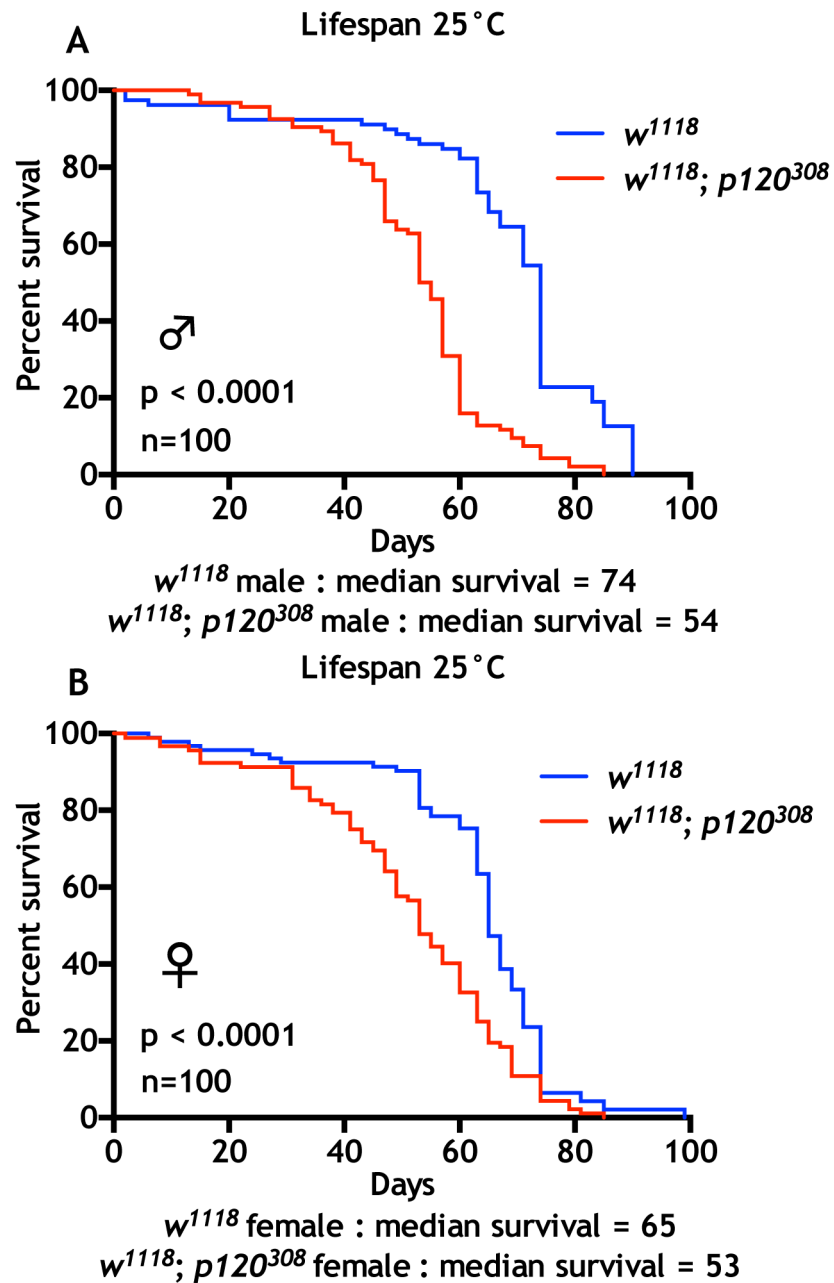 A
Lifespan 25°C
100
80
60
40
20
0
Percent survival
w¹¹¹⁸
w¹¹¹⁸; p120³⁰⁸
♂
p < 0.0001
n=100
0 20 40 60 80 100
Days
w¹¹¹⁸ male : median survival = 74
w¹¹¹⁸; p120³⁰⁸ male : median survival = 54
B
Lifespan 25°C
100
80
60
40
20
0
Percent survival
w¹¹¹⁸
w¹¹¹⁸; p120³⁰⁸
♀
p < 0.0001
n=100
0 20 40 60 80 100
Days
w¹¹¹⁸ female : median survival = 65
w¹¹¹⁸; p120³⁰⁸ female : median survival = 53